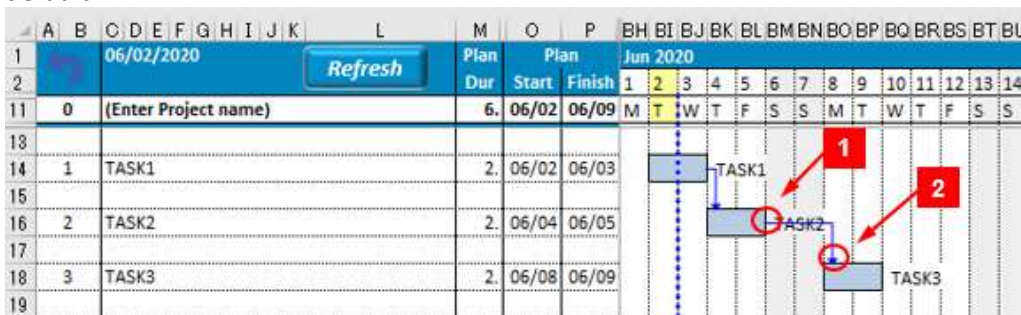 A B C D E F G H I J K L M O P BH BI BJ BK BL BM BN BO BP BQ BR BS BT BU
1 06/02/2020 Refresh Plan Plan Jun 2020
2 Dur Start Finish 1 2 3 4 5 6 7 8 9 10 11 12 13 14
11 0 (Enter Project name) 6. 06/02 06/09 M T W T F S S M T W T F S S
13 1
14 1 TASK1 2. 06/02 06/03 TASK1
15 2
16 2 TASK2 2. 06/04 06/05 TASK2
17
18 3 TASK3 2. 06/08 06/09 TASK3
19